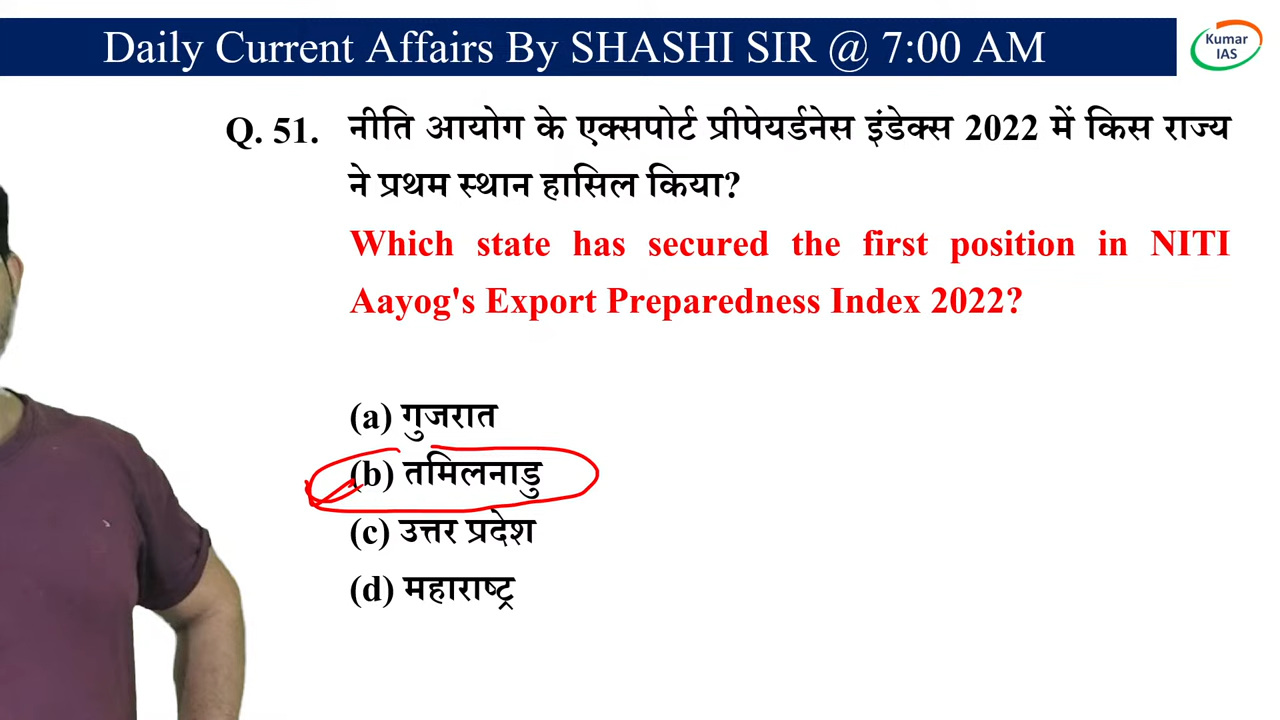 Daily Current Affairs By SHASHI SIR @ 7:00 AM
Kumar
IAS
Q. 51. नीति आयोग के एक्सपोर्ट प्रीपेयर्डनेस इंडेक्स 2022 में किस राज्य
ने प्रथम स्थान हासिल किया?
Which state has secured the first position in NITI
Aayog's Export Preparedness Index 2022?
(a) गुजरात
(b) तमिलनाडु
(c) उत्तर प्रदेश
(d) महाराष्ट्र